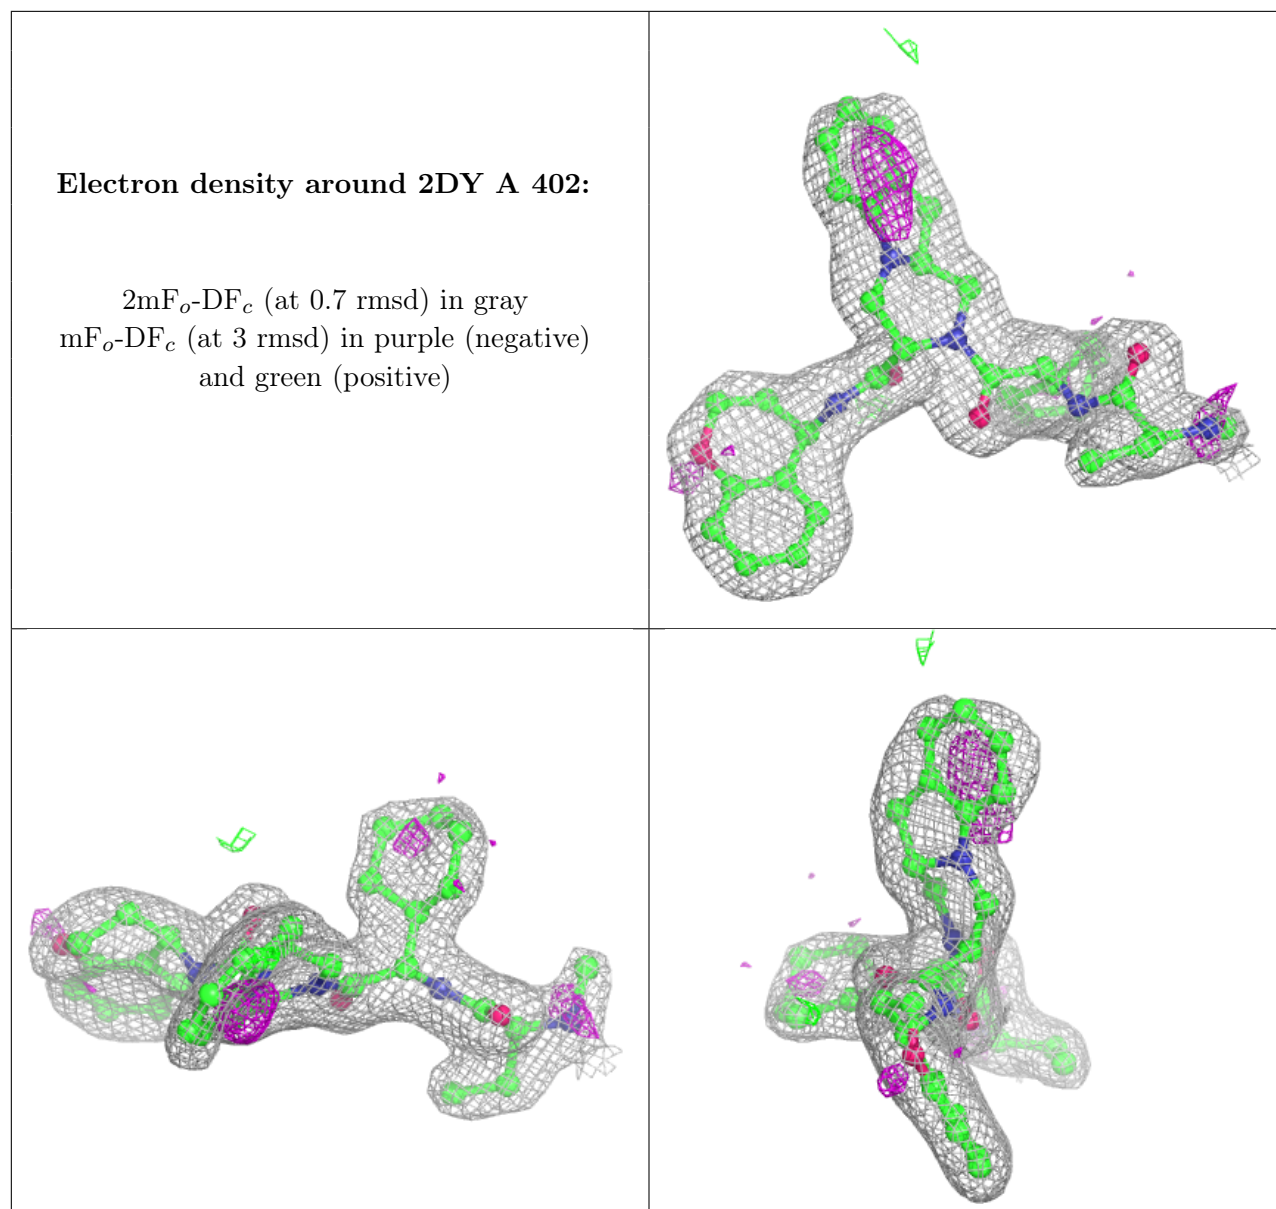 Electron density around 2DY A 402:
2mFₒ-DF𝒸 (at 0.7 rmsd) in gray
mFₒ-DF𝒸 (at 3 rmsd) in purple (negative)
and green (positive)